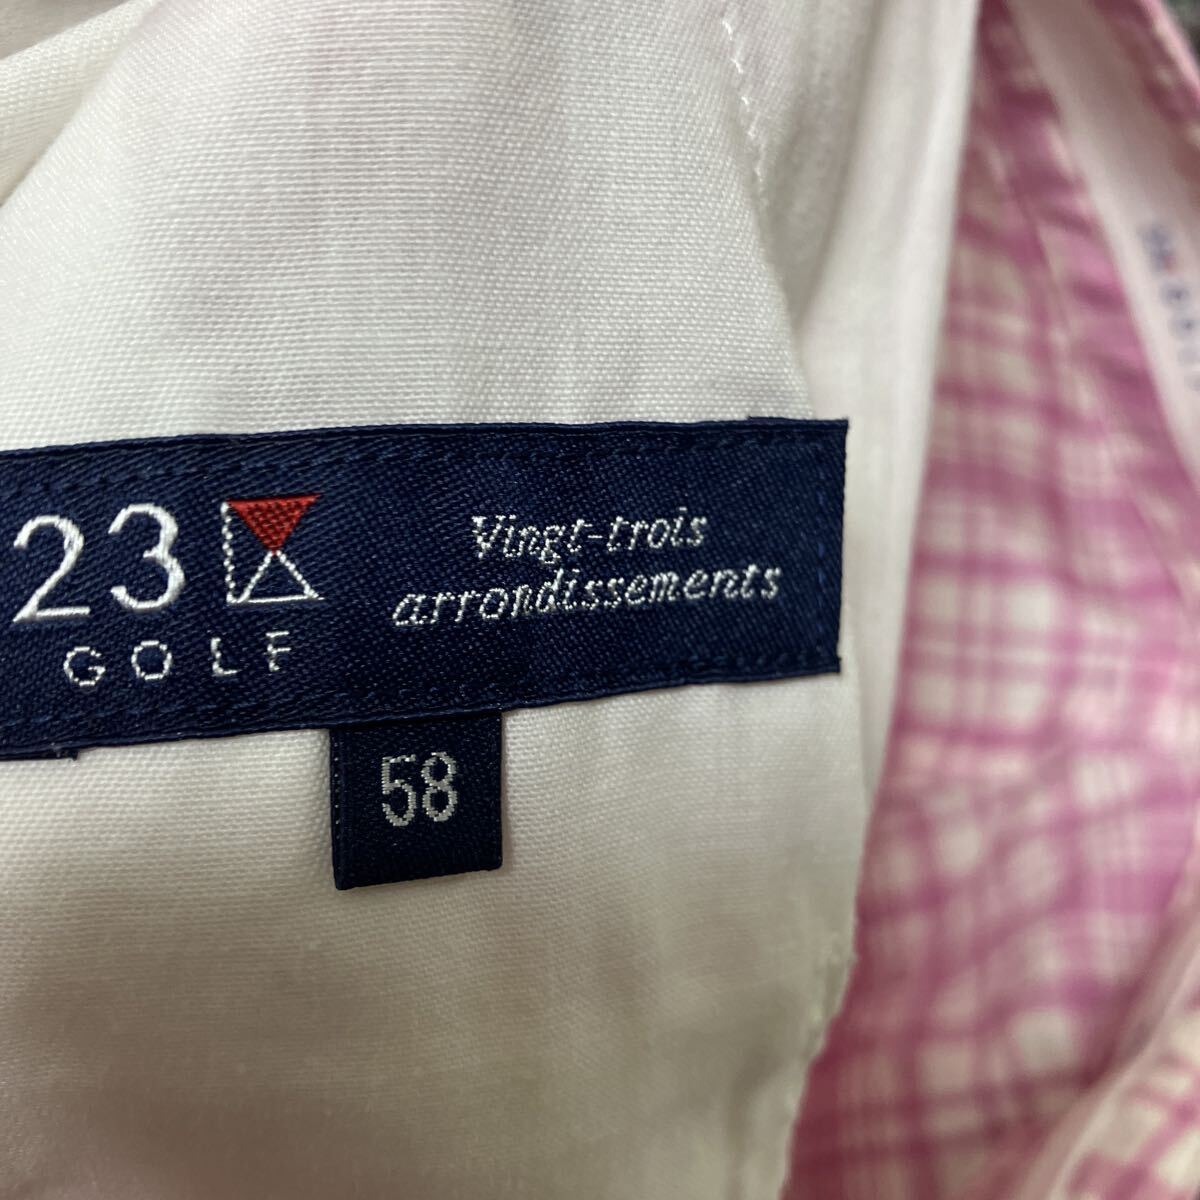 23
GOLF
Vingt-trois
arrondissements
58